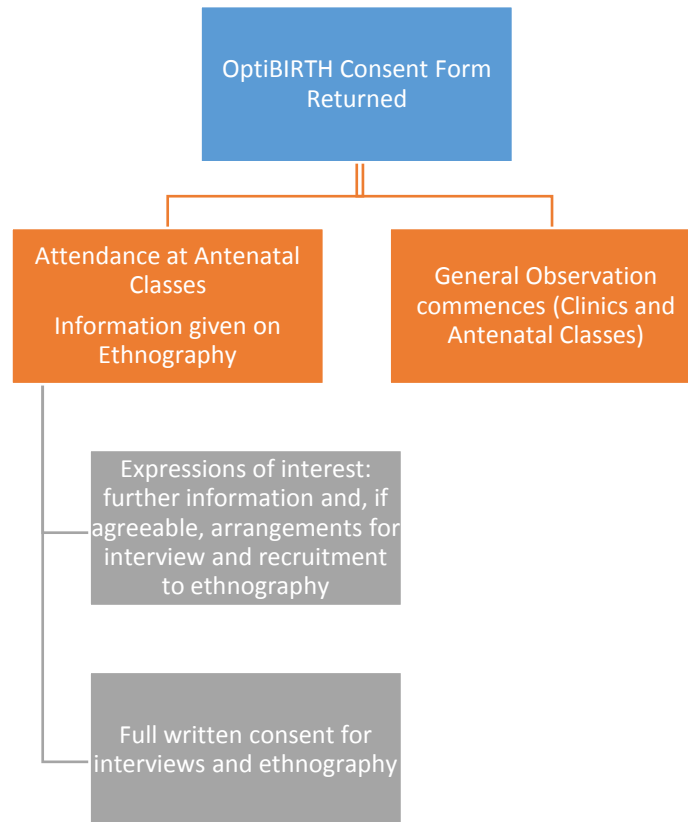 OptiBIRTH Consent Form
Returned
Attendance at Antenatal
Classes
Information given on
Ethnography
General Observation
commences (Clinics and
Antenatal Classes)
Expressions of interest:
further information and, if
agreeable, arrangements for
interview and recruitment
to ethnography
Full written consent for
interviews and ethnography